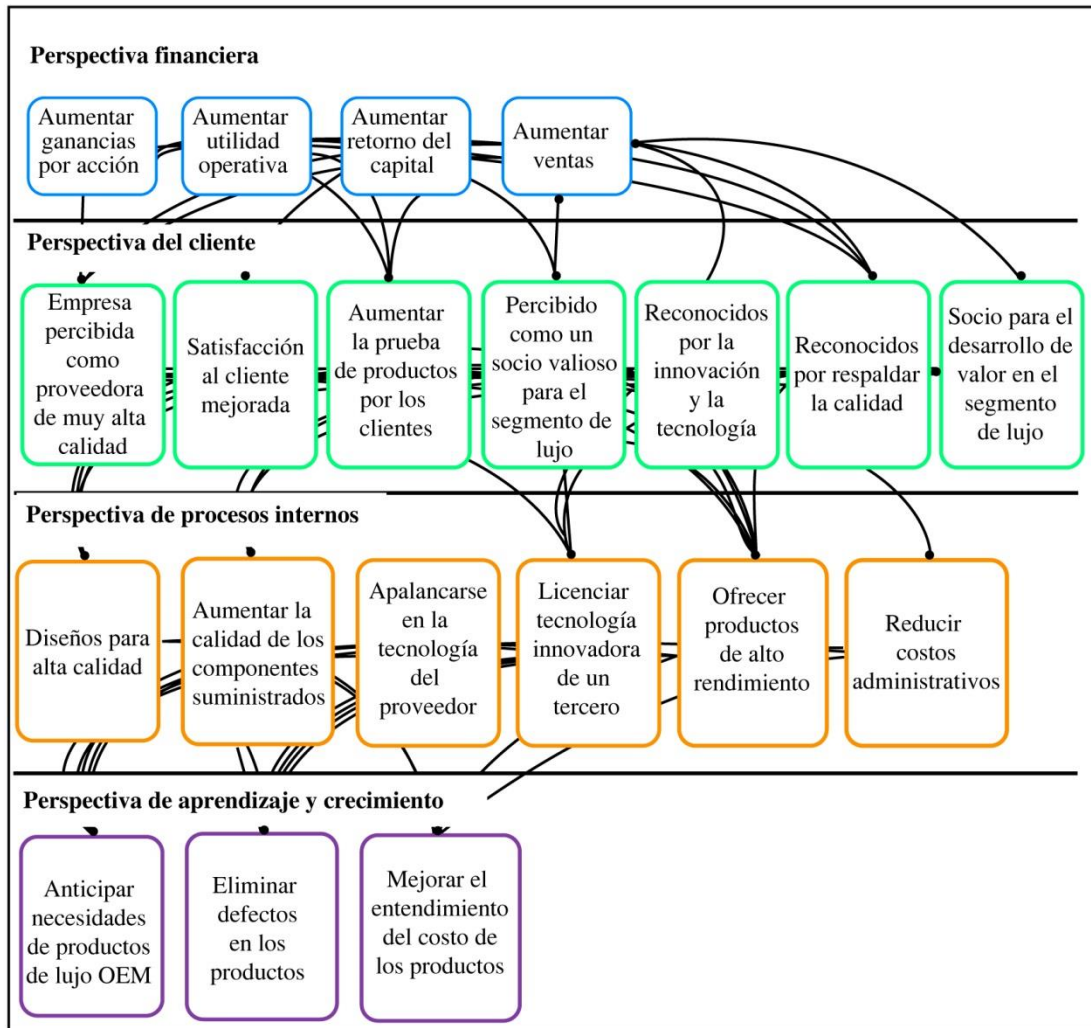 Perspectiva financiera
Aumentar
ganancias
por acción
Aumentar
utilidad
operativa
Aumentar
retorno del
capital
Aumentar
ventas
Perspectiva del cliente
Empresa
percibida
como
proveedora
de muy alta
calidad
Satisfacción
al cliente
mejorada
Aumentar
la prueba
de productos
por los
clientes
Percibido
como un
socio valioso
para el
segmento de
lujo
Reconocidos
por la
innovación
y la
tecnología
Reconocidos
por respaldar
la calidad
Socio para el
desarrollo de
valor en el
segmento
de lujo
Perspectiva de procesos internos
Diseños para
alta calidad
Aumentar la
calidad de los
componentes
suministrados
Apalancarse
en la
tecnología
del
proveedor
Licenciar
tecnología
innovadora
de un
tercero
Ofrecer
productos
de alto
rendimiento
Reducir
costos
administrativos
Perspectiva de aprendizaje y crecimiento
Anticipar
necesidades
de productos
de lujo OEM
Eliminar
defectos
en los
productos
Mejorar el
entendimiento
del costo de
los productos